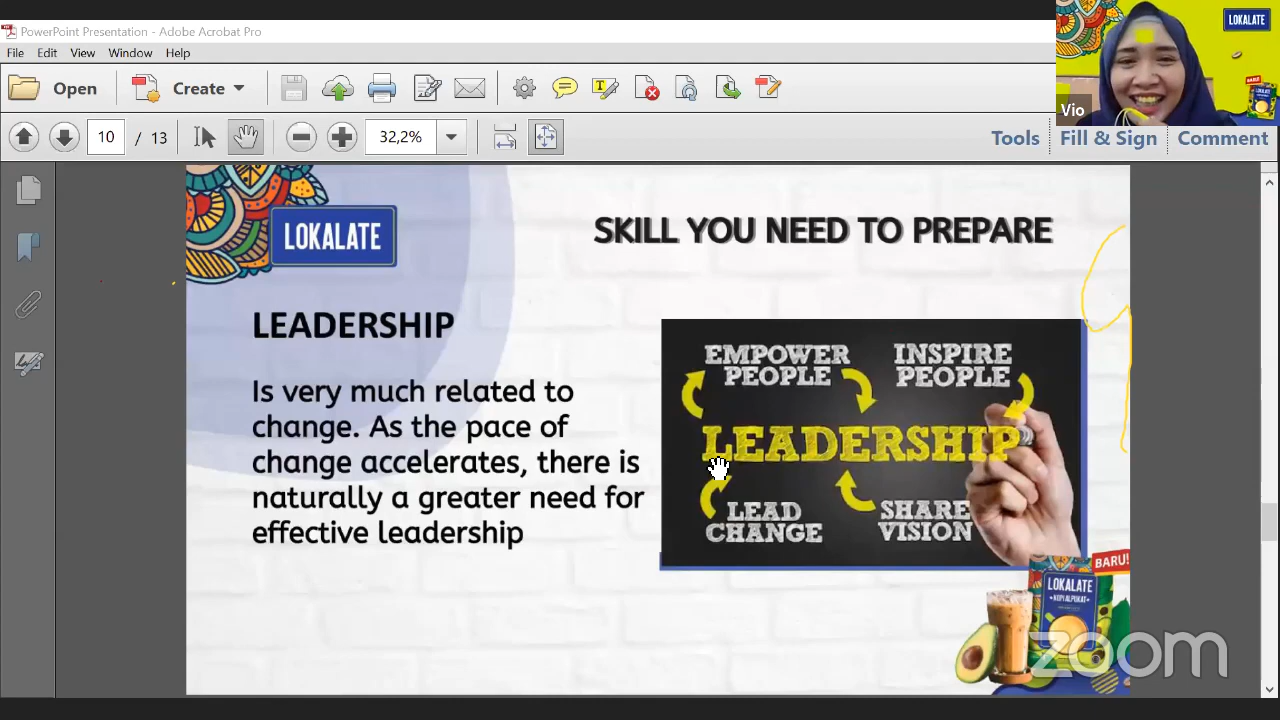 PowerPoint Presentation - Adobe Acrobat Pro
File Edit View Window Help
Open Create
10 / 13 32,2%
Tools Fill & Sign Comment
Vio
LOKALATE
LOKALATE
SKILL YOU NEED TO PREPARE
LEADERSHIP
Is very much related to
change. As the pace of
change accelerates, there is
naturally a greater need for
effective leadership
EMPOWER
PEOPLE
INSPIRE
PEOPLE
LEADERSHIP
LEAD
CHANGE
SHARE
VISION
BARU!
LOKALATE
KOPI ALPUKAT
zoom